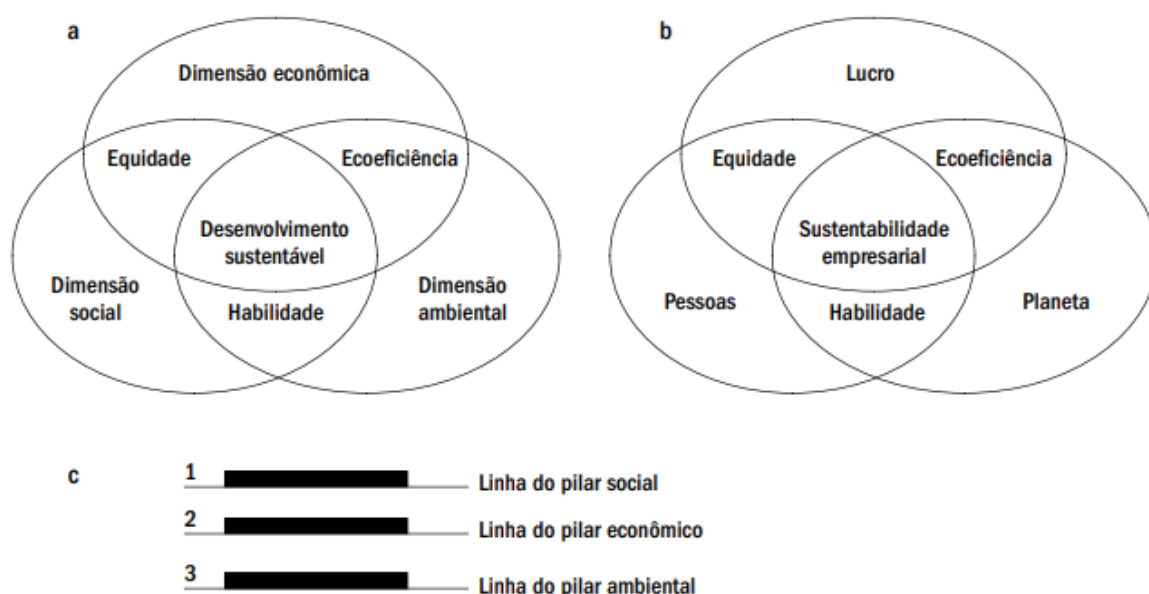 a
Dimensão econômica
Equidade
Ecoeficiência
Desenvolvimento
sustentável
Dimensão
social
Habilidade
Dimensão
ambiental
b
Lucro
Equidade
Ecoeficiência
Sustentabilidade
empresarial
Pessoas
Habilidade
Planeta
c
1
Linha do pilar social
2
Linha do pilar econômico
3
Linha do pilar ambiental